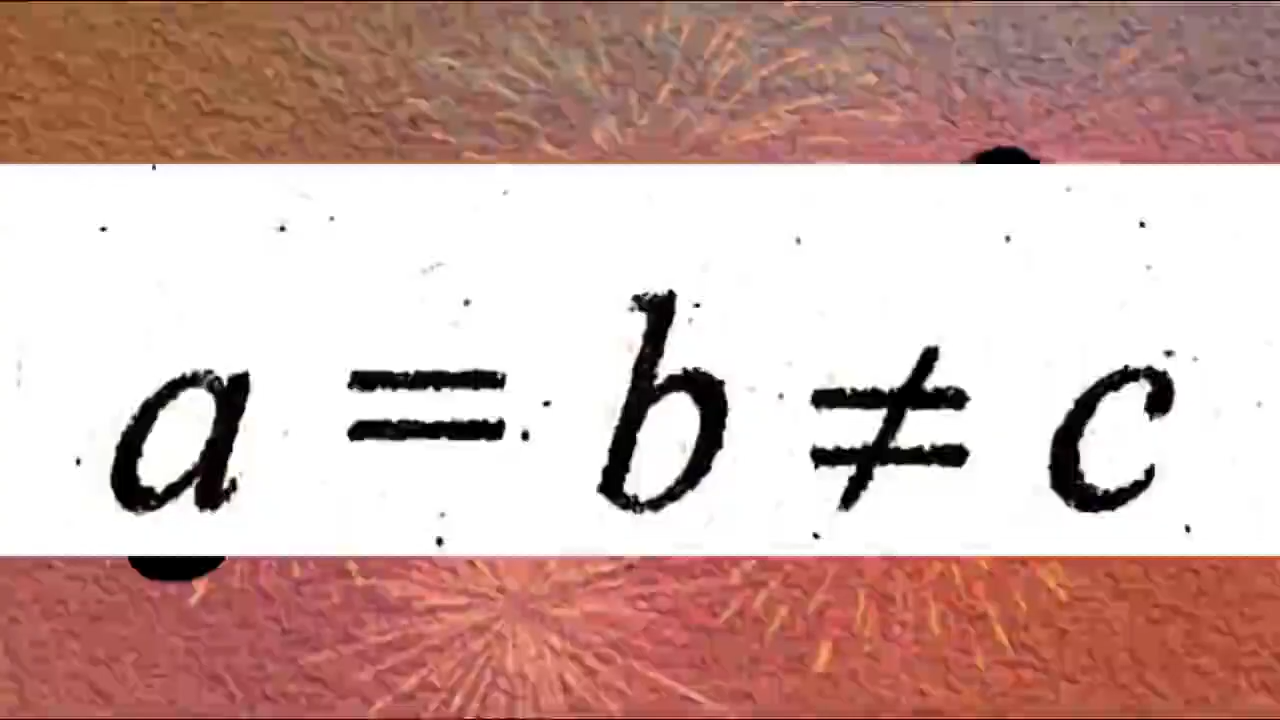 a = b ≠ c